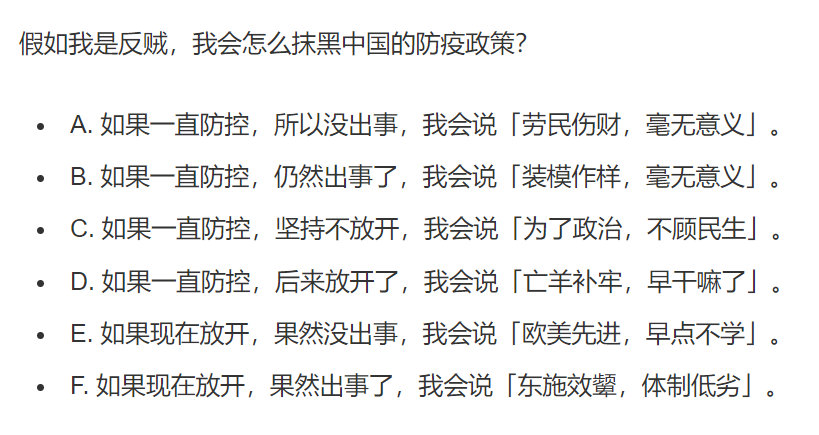 假如我是反贼，我会怎么抹黑中国的防疫政策？
• A. 如果一直防控，所以没出事，我会说「劳民伤财，毫无意义」。
• B. 如果一直防控，仍然出事了，我会说「装模作样，毫无意义」。
• C. 如果一直防控，坚持不放开，我会说「为了政治，不顾民生」。
• D. 如果一直防控，后来放开了，我会说「亡羊补牢，早干嘛了」。
• E. 如果现在放开，果然没出事，我会说「欧美先进，早点不学」。
• F. 如果现在放开，果然出事了，我会说「东施效颦，体制低劣」。